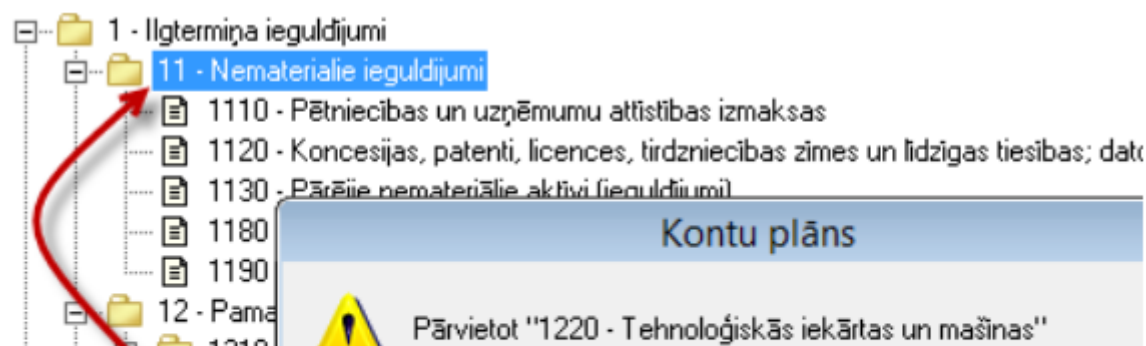 1 - Ilgtermiņa ieguldījumi
11 - Nemateriālie ieguldījumi
1110 - Pētniecības un uzņēmumu attīstības izmaksas
1120 - Koncesijas, patenti, licences, tirdzniecības zīmes un līdzīgas tiesības; dato
1130 - Pārējie nemateriālie aktīvi (ieguldījumi)
1180
1190
12 - Pama
Kontu plāns
Pārvietot "1220 - Tehnoloģiskās iekārtas un mašīnas"